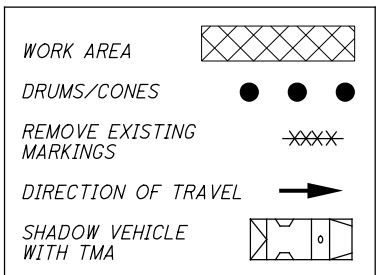 WORK AREA
DRUMS/CONES
REMOVE EXISTING
MARKINGS
DIRECTION OF TRAVEL
SHADOW VEHICLE
WITH TMA